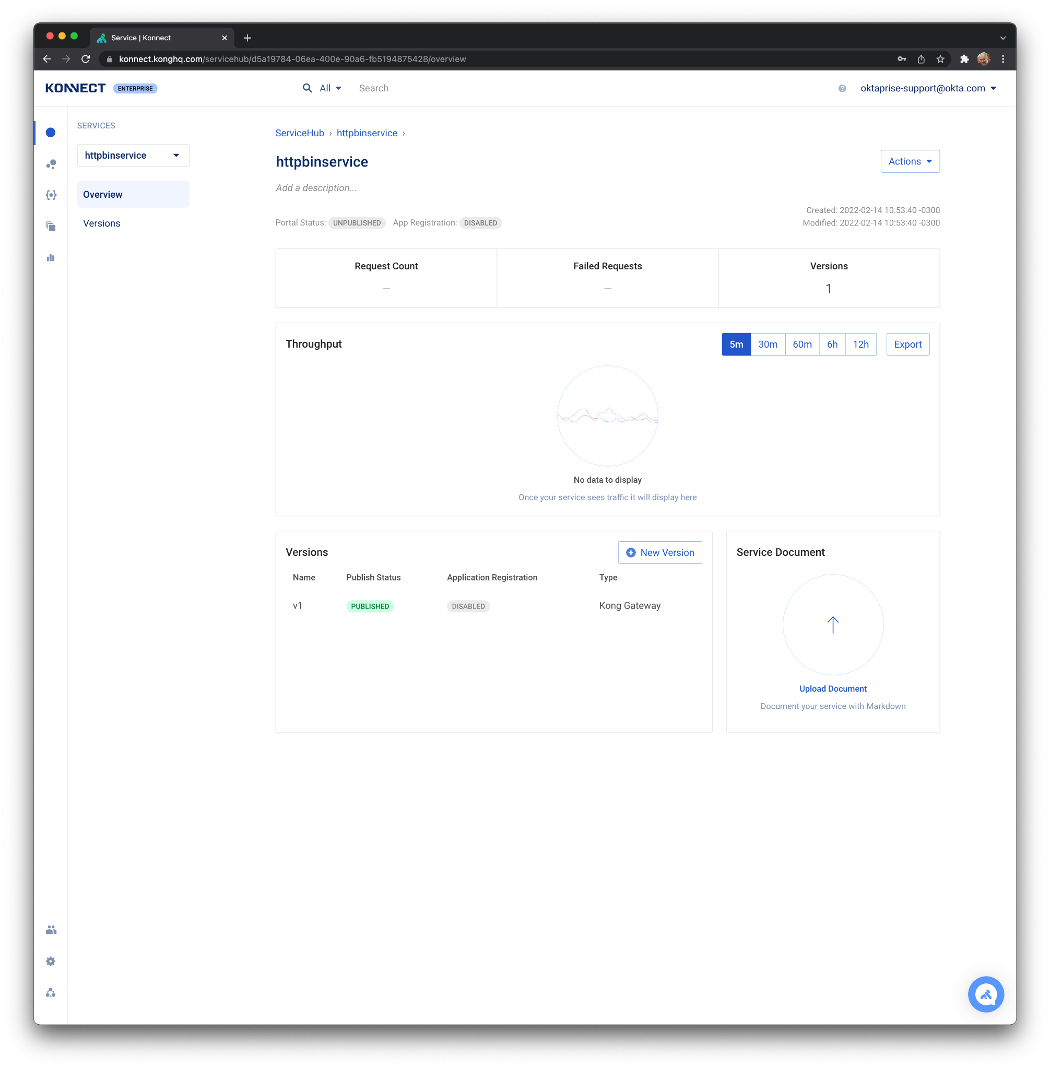 Service | Konnect
konnect.konghq.com/servicehub/d5a19784-06ea-400e-90a6-fb5194875428/overview
KONNECT ENTERPRISE All Search oktaprise-support@okta.com
SERVICES
httpbinservice
Overview
Versions
ServiceHub › httpbinservice ›
httpbinservice Actions
Add a description...
Portal Status: UNPUBLISHED App Registration: DISABLED
Created: 2022-02-14 10:53:40 -0300
Modified: 2022-02-14 10:53:40 -0300
Request Count Failed Requests Versions
— — 1
Throughput 5m 30m 60m 6h 12h Export
No data to display
Once your service sees traffic it will display here
Versions New Version
Name Publish Status Application Registration Type
v1 PUBLISHED DISABLED Kong Gateway
Service Document
Upload Document
Document your service with Markdown